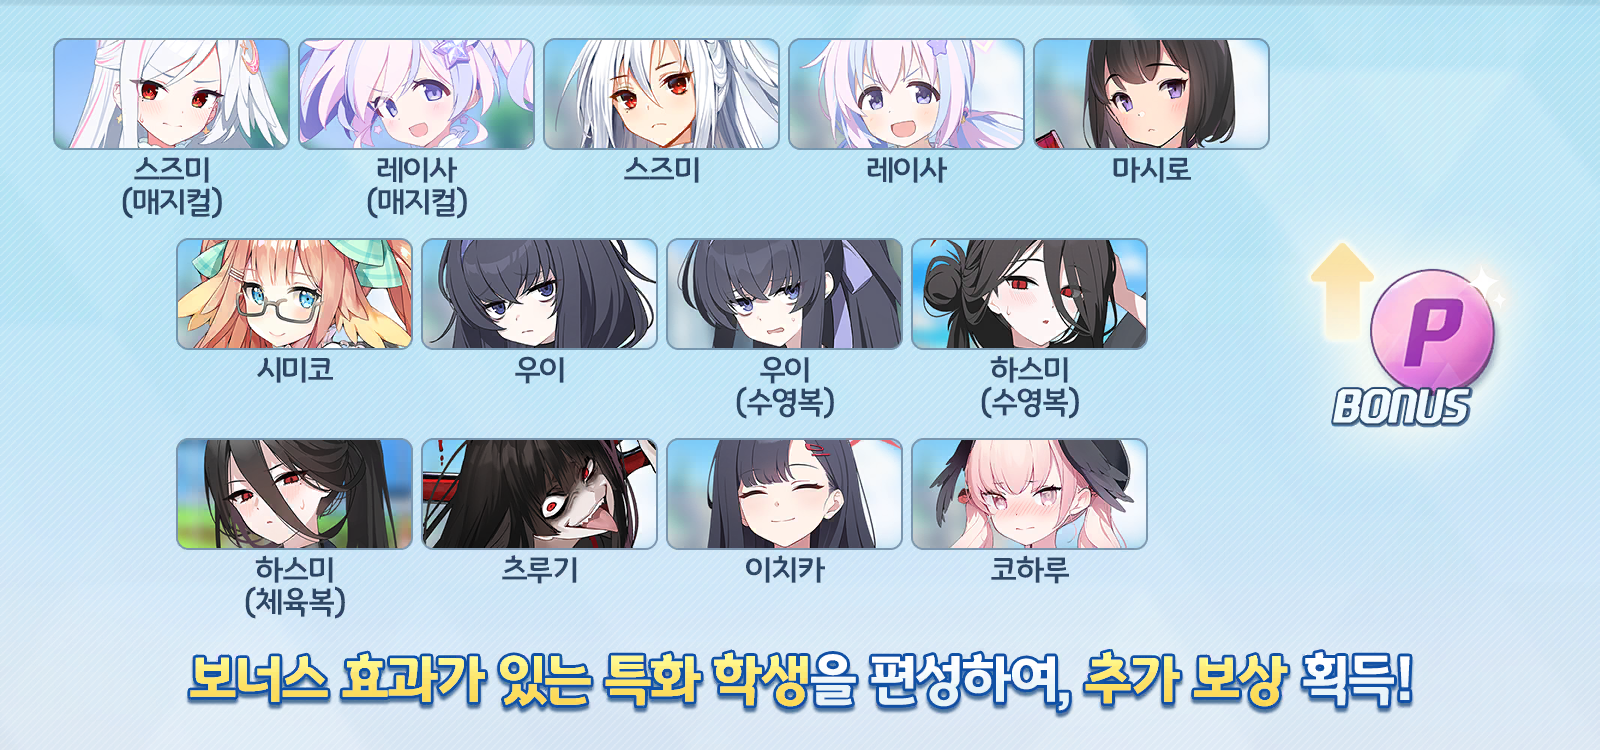 스즈미
(매지컬)
레이사
(매지컬)
스즈미
레이사
마시로
시미코
우이
우이
(수영복)
하스미
(수영복)
P
BONUS
하스미
(체육복)
츠루기
이치카
코하루
보너스 효과가 있는 특화 학생을 편성하여, 추가 보상 획득!